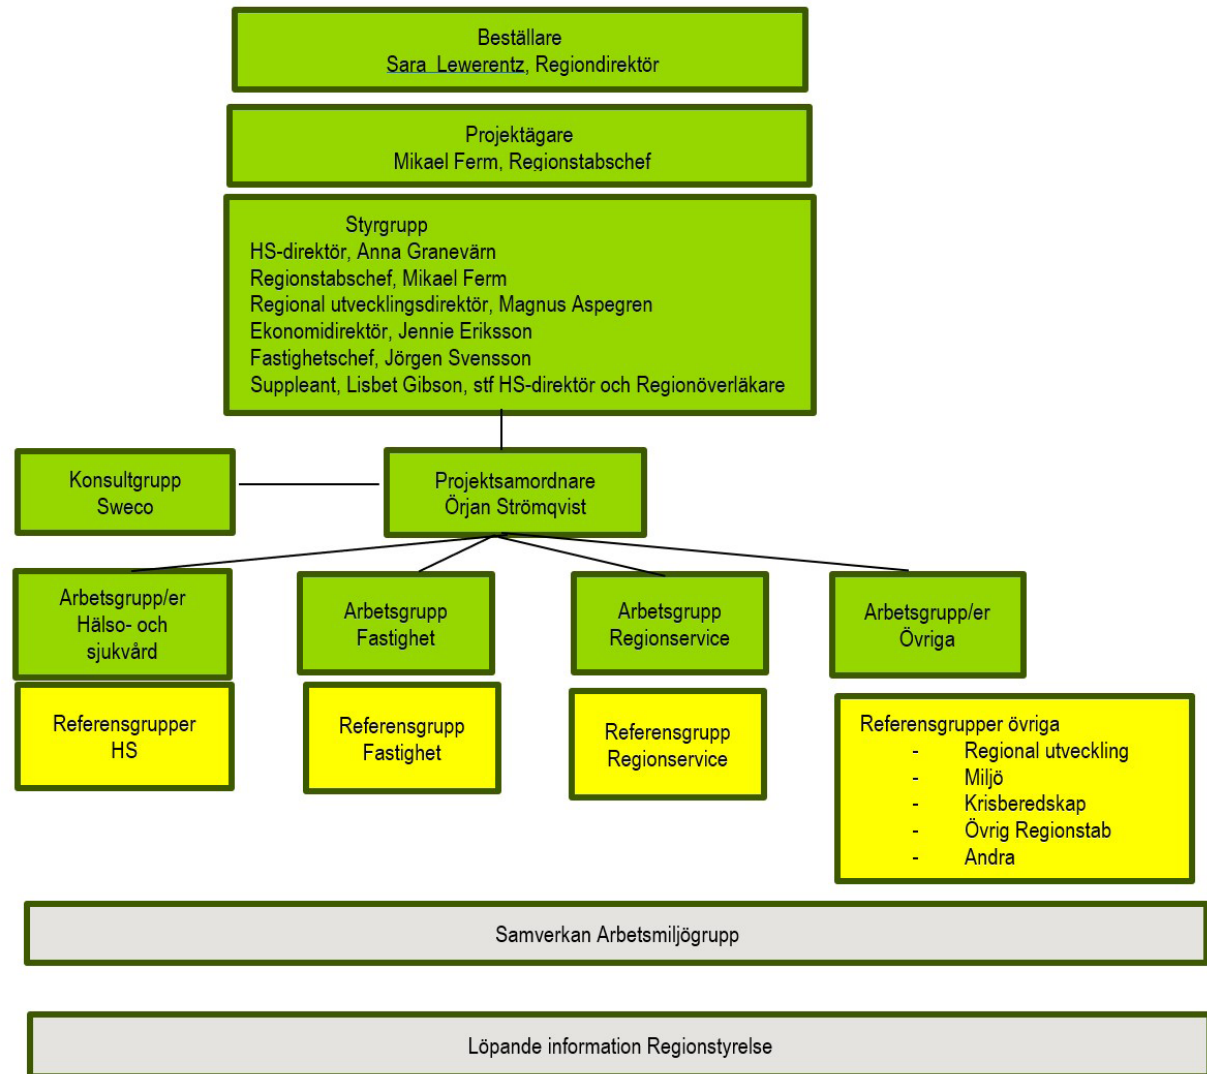 Beställare
Sara Lewerentz, Regiondirektör
Projektägare
Mikael Ferm, Regionstabschef
Styrgrupp
HS-direktör, Anna Granevärn
Regionstabschef, Mikael Ferm
Regional utvecklingsdirektör, Magnus Aspegren
Ekonomidirektör, Jennie Eriksson
Fastighetschef, Jörgen Svensson
Suppleant, Lisbet Gibson, stf HS-direktör och Regionöverläkare
Konsultgrupp
Sweco
Projektsamordnare
Örjan Strömqvist
Arbetsgrupp/er
Hälso- och
sjukvård
Arbetsgrupp
Fastighet
Arbetsgrupp
Regionservice
Arbetsgrupp/er
Övriga
Referensgrupper
HS
Referensgrupp
Fastighet
Referensgrupp
Regionservice
Referensgrupper övriga
- Regional utveckling
- Miljö
- Krisberedskap
- Övrig Regionstab
- Andra
Samverkan Arbetsmiljögrupp
Löpande information Regionstyrelse